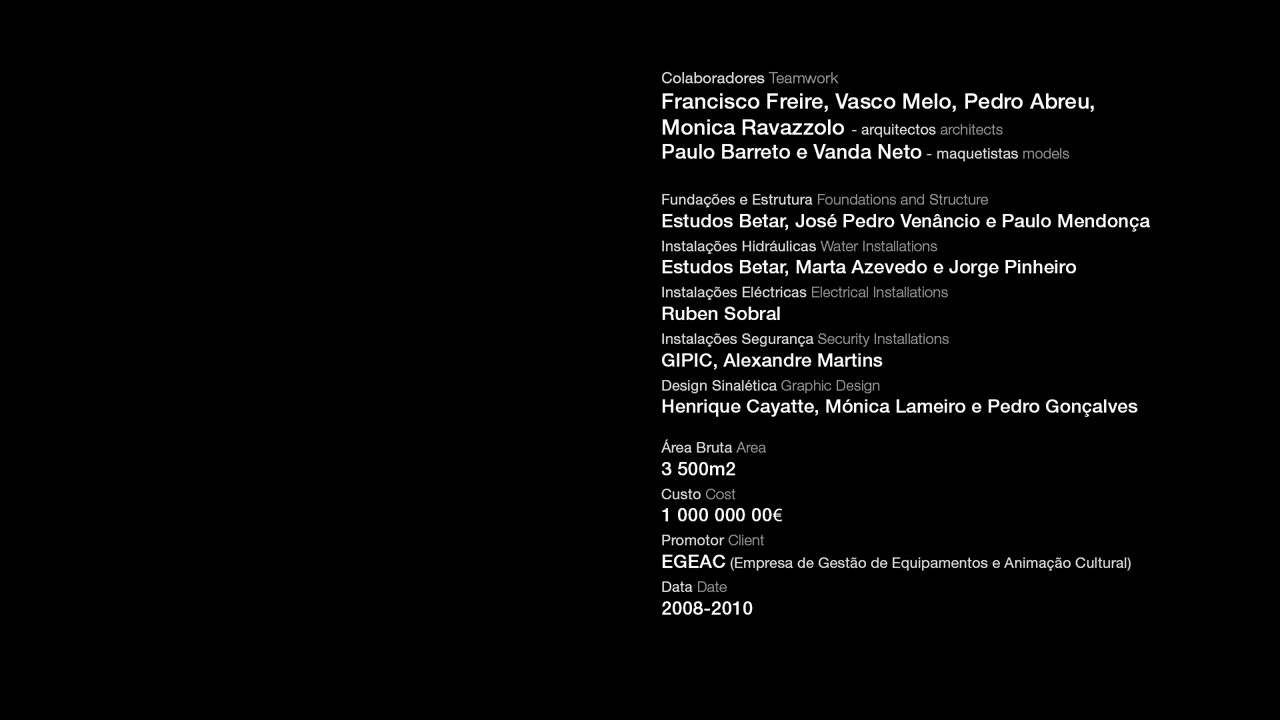 Colaboradores Teamwork
Francisco Freire, Vasco Melo, Pedro Abreu,
Monica Ravazzolo - arquitectos architects
Paulo Barreto e Vanda Neto - maquetistas models
Fundações e Estrutura Foundations and Structure
Estudos Betar, José Pedro Venâncio e Paulo Mendonça
Instalações Hidráulicas Water Installations
Estudos Betar, Marta Azevedo e Jorge Pinheiro
Instalações Eléctricas Electrical Installations
Ruben Sobral
Instalações Segurança Security Installations
GIPIC, Alexandre Martins
Design Sinalética Graphic Design
Henrique Cayatte, Mónica Lameiro e Pedro Gonçalves
Área Bruta Area
3 500m2
Custo Cost
1 000 000 00€
Promotor Client
EGEAC (Empresa de Gestão de Equipamentos e Animação Cultural)
Data Date
2008-2010